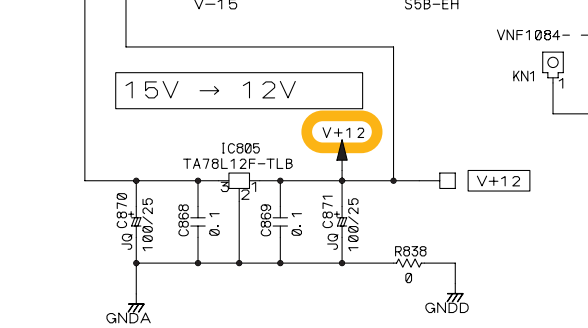 V-15
S5B-EH
VNF1084-
KN1
1
15V → 12V
V+12
IC805
TA78L12F-TLB
3
1
2
V+12
JQ C870
+
100/25
C868
0.1
C869
0.1
JQ C871
+
100/25
R838
0
GNDA
GNDD